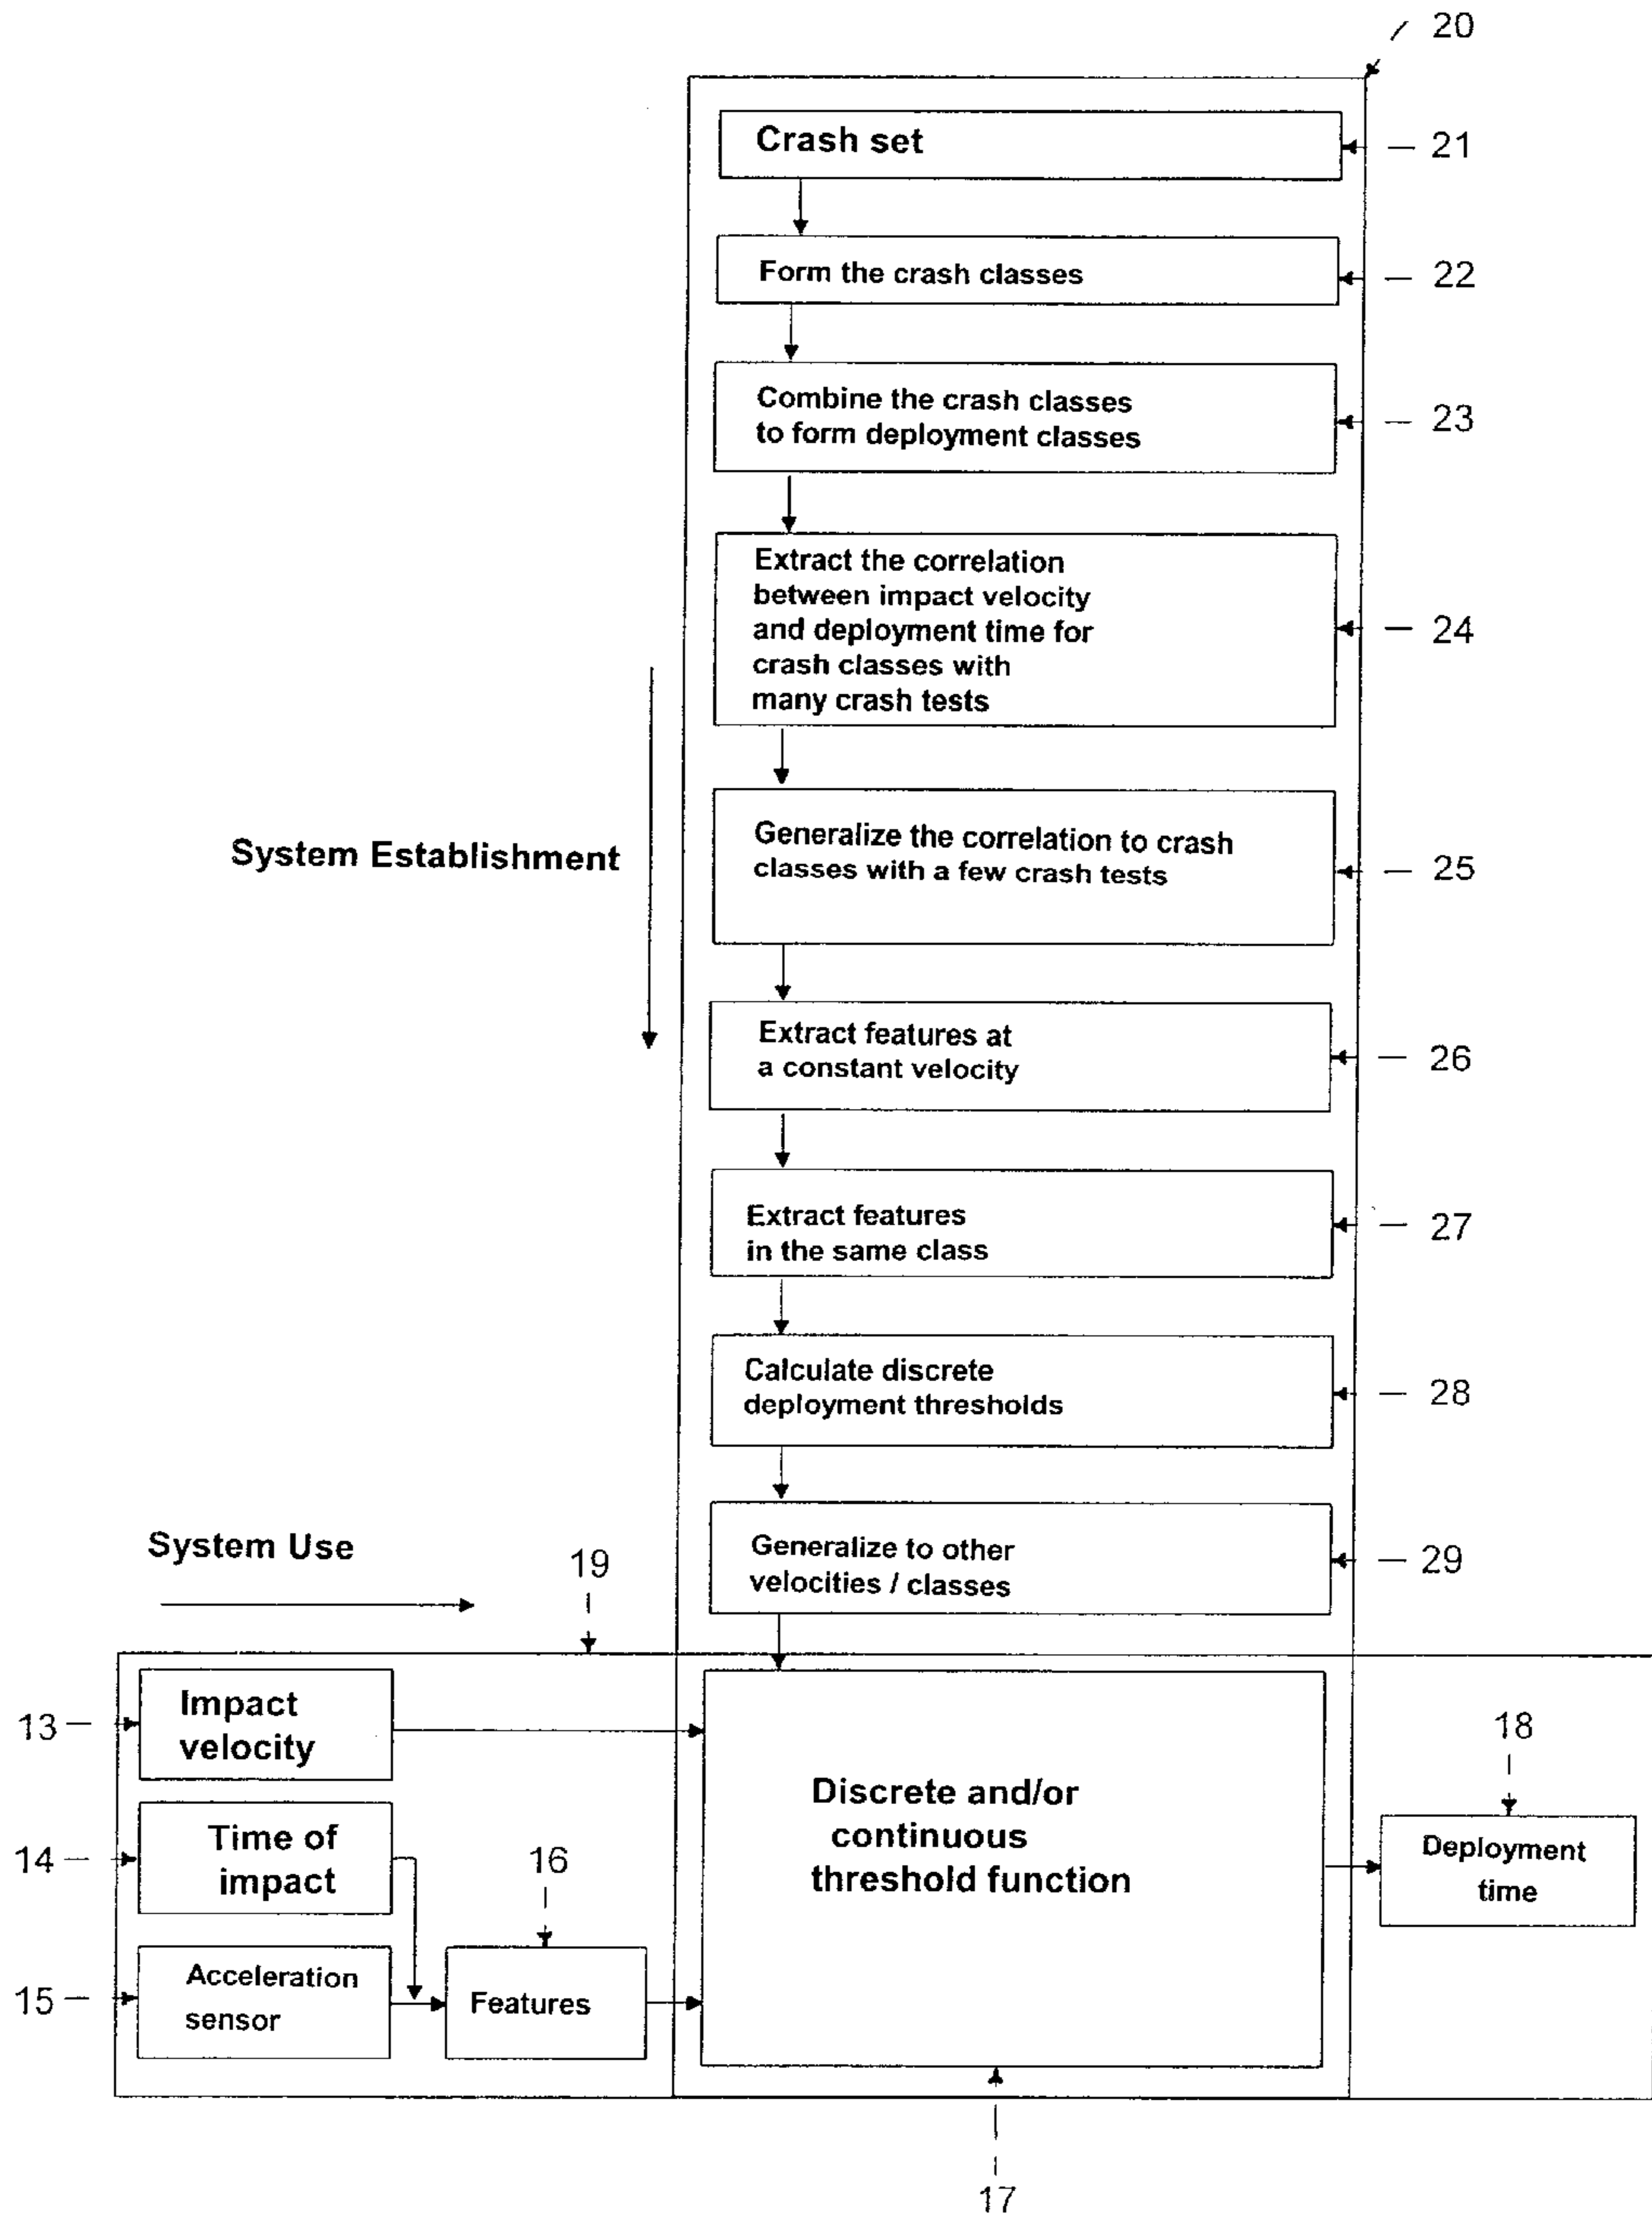 20
Crash set
21
Form the crash classes
22
Combine the crash classes
to form deployment classes
23
Extract the correlation
between impact velocity
and deployment time for
crash classes with
many crash tests
24
System Establishment
Generalize the correlation to crash
classes with a few crash tests
25
Extract features at
a constant velocity
26
Extract features
in the same class
27
Calculate discrete
deployment thresholds
28
System Use
19
Generalize to other
velocities / classes
29
13
Impact
velocity
14
Time of
impact
15
Acceleration
sensor
16
Features
Discrete and/or
continuous
threshold function
18
Deployment
time
17